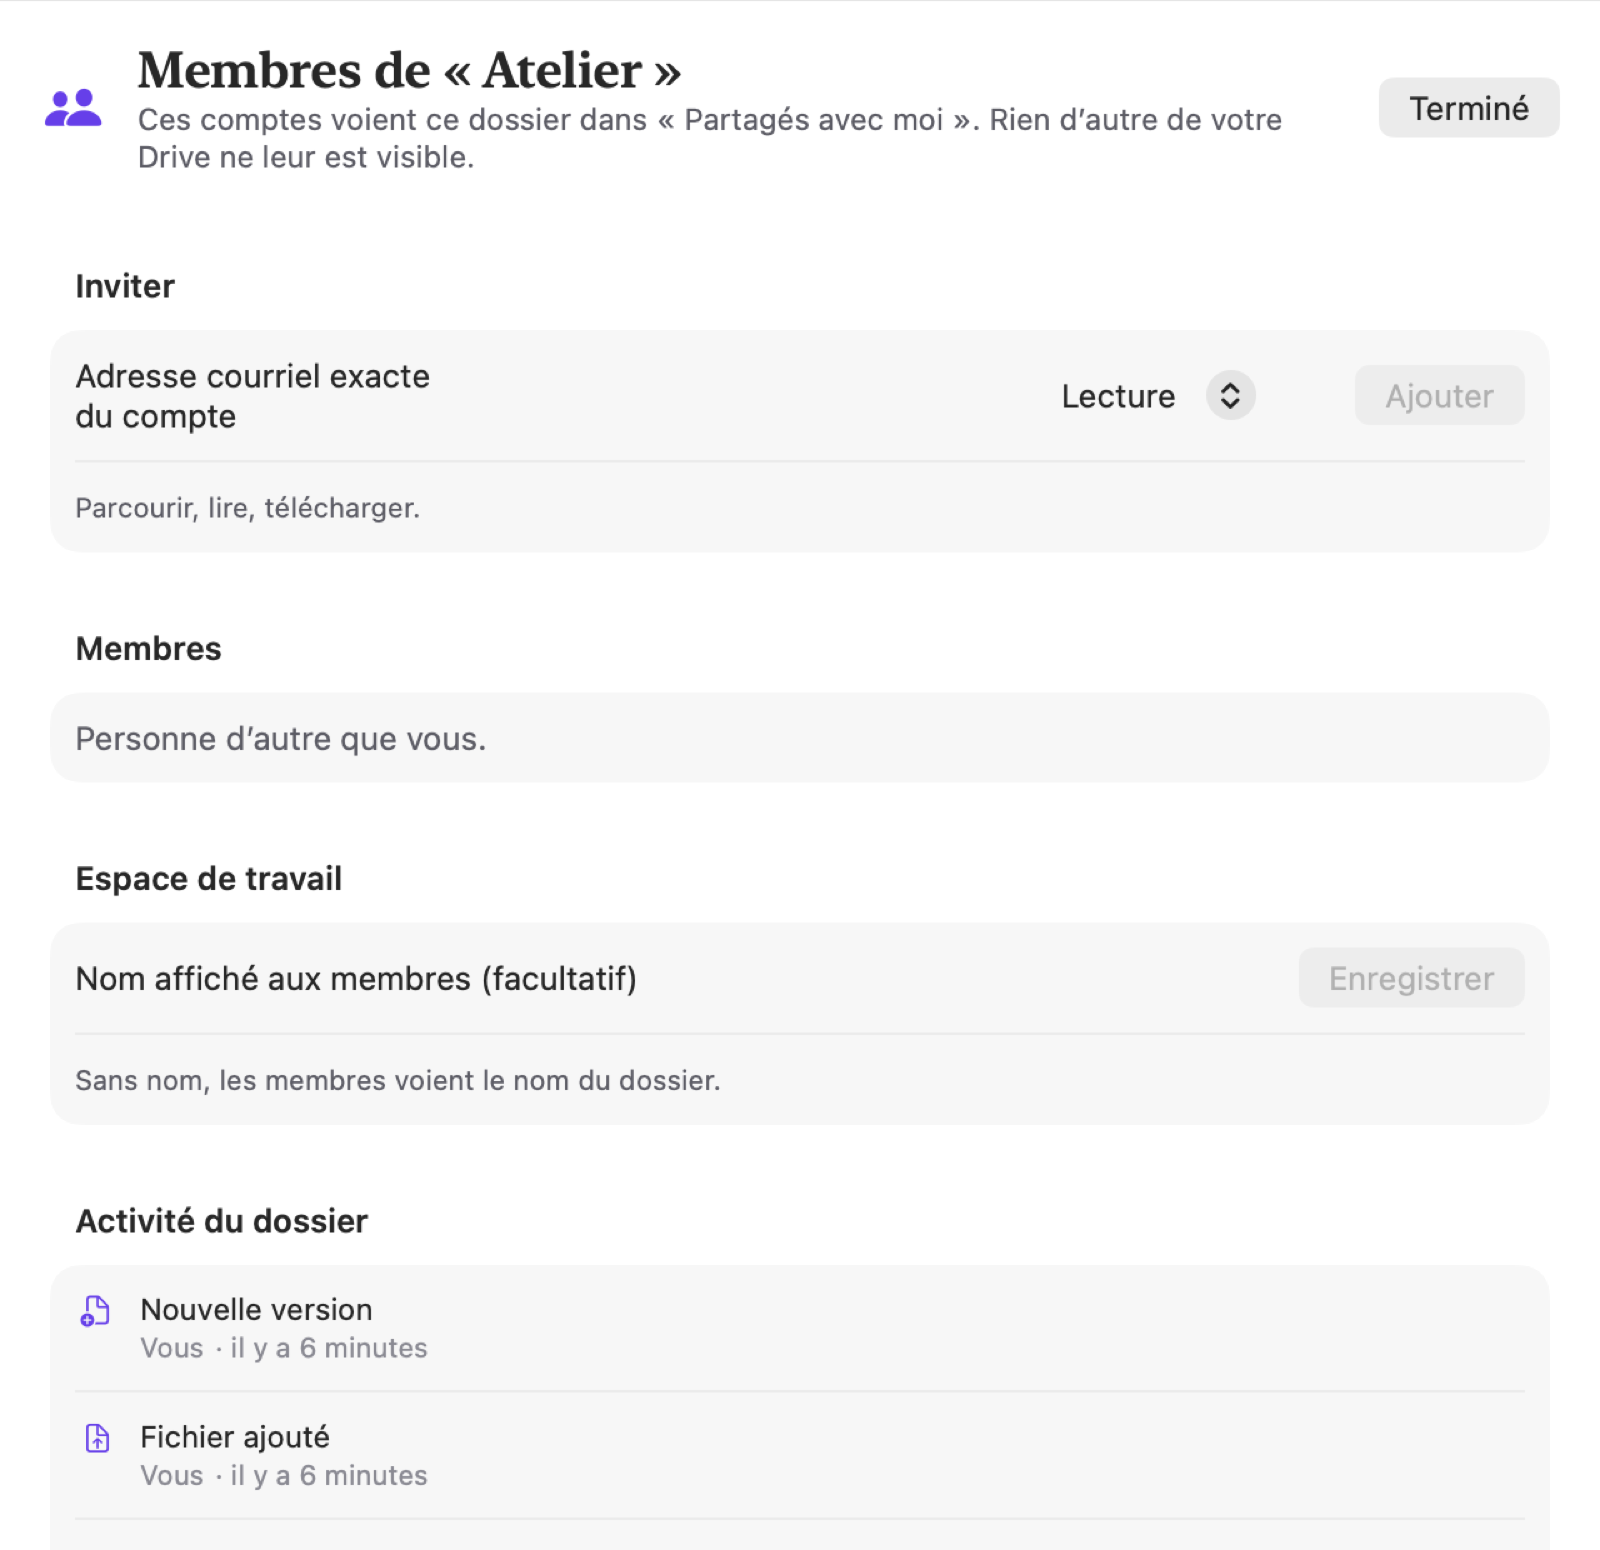 Membres de « Atelier »
Ces comptes voient ce dossier dans « Partagés avec moi ». Rien d’autre de votre
Drive ne leur est visible.
Terminé
Inviter
Adresse courriel exacte
du compte
Lecture
Ajouter
Parcourir, lire, télécharger.
Membres
Personne d’autre que vous.
Espace de travail
Nom affiché aux membres (facultatif)
Enregistrer
Sans nom, les membres voient le nom du dossier.
Activité du dossier
Nouvelle version
Vous · il y a 6 minutes
Fichier ajouté
Vous · il y a 6 minutes